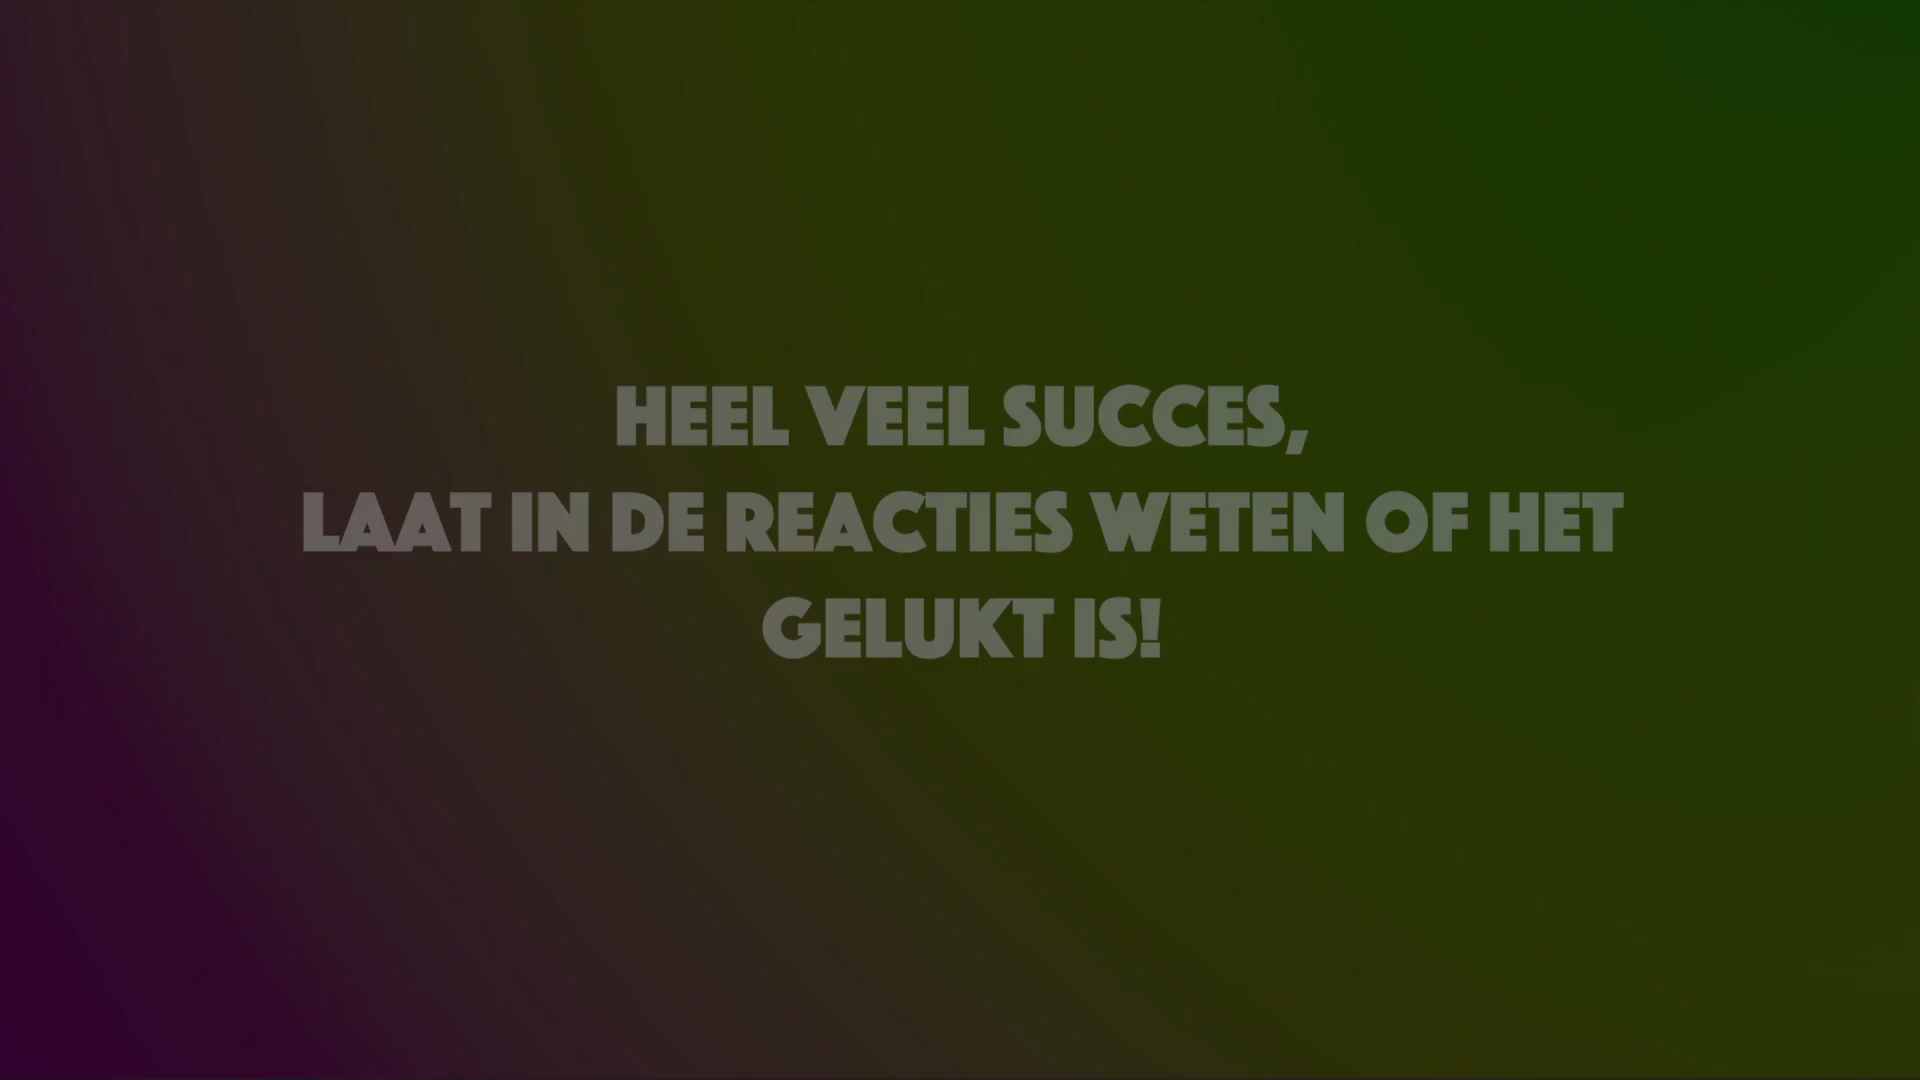 HEEL VEEL SUCCES,
LAAT IN DE REACTIES WETEN OF HET
GELUKT IS!